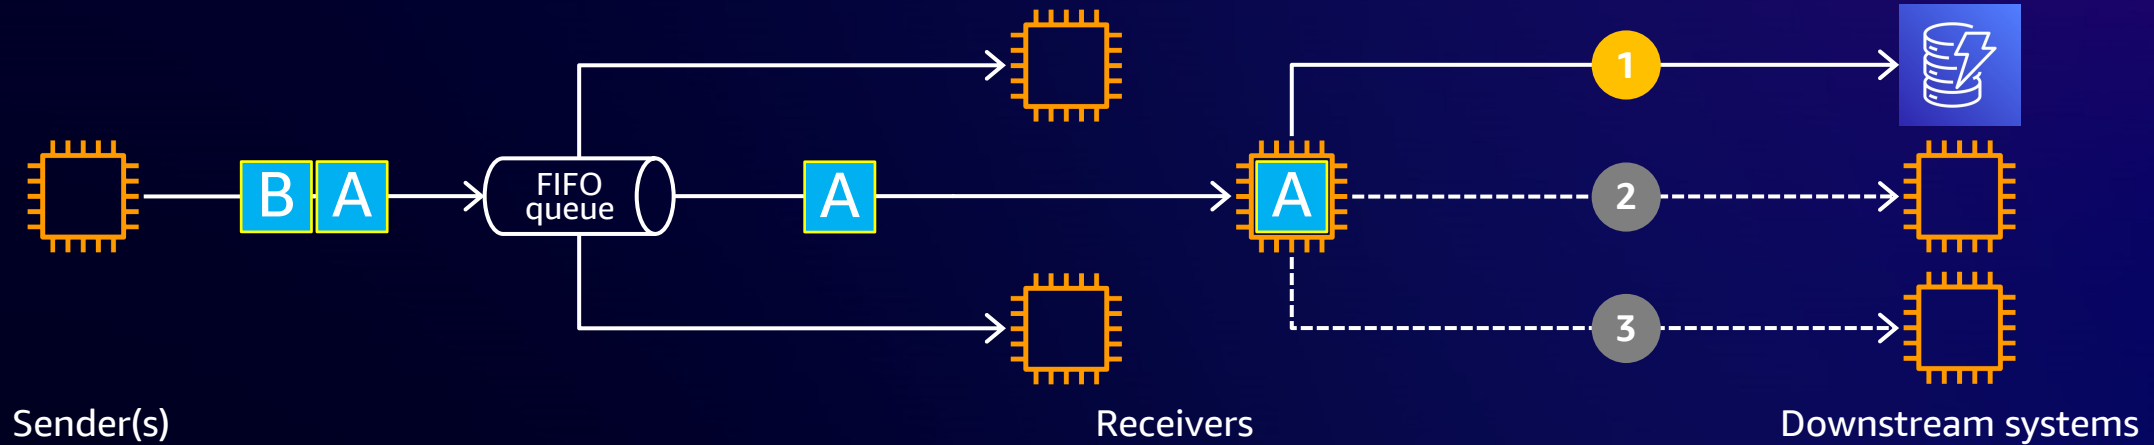 1
B A
FIFO
queue
A
A
2
3
Sender(s)
Receivers
Downstream systems